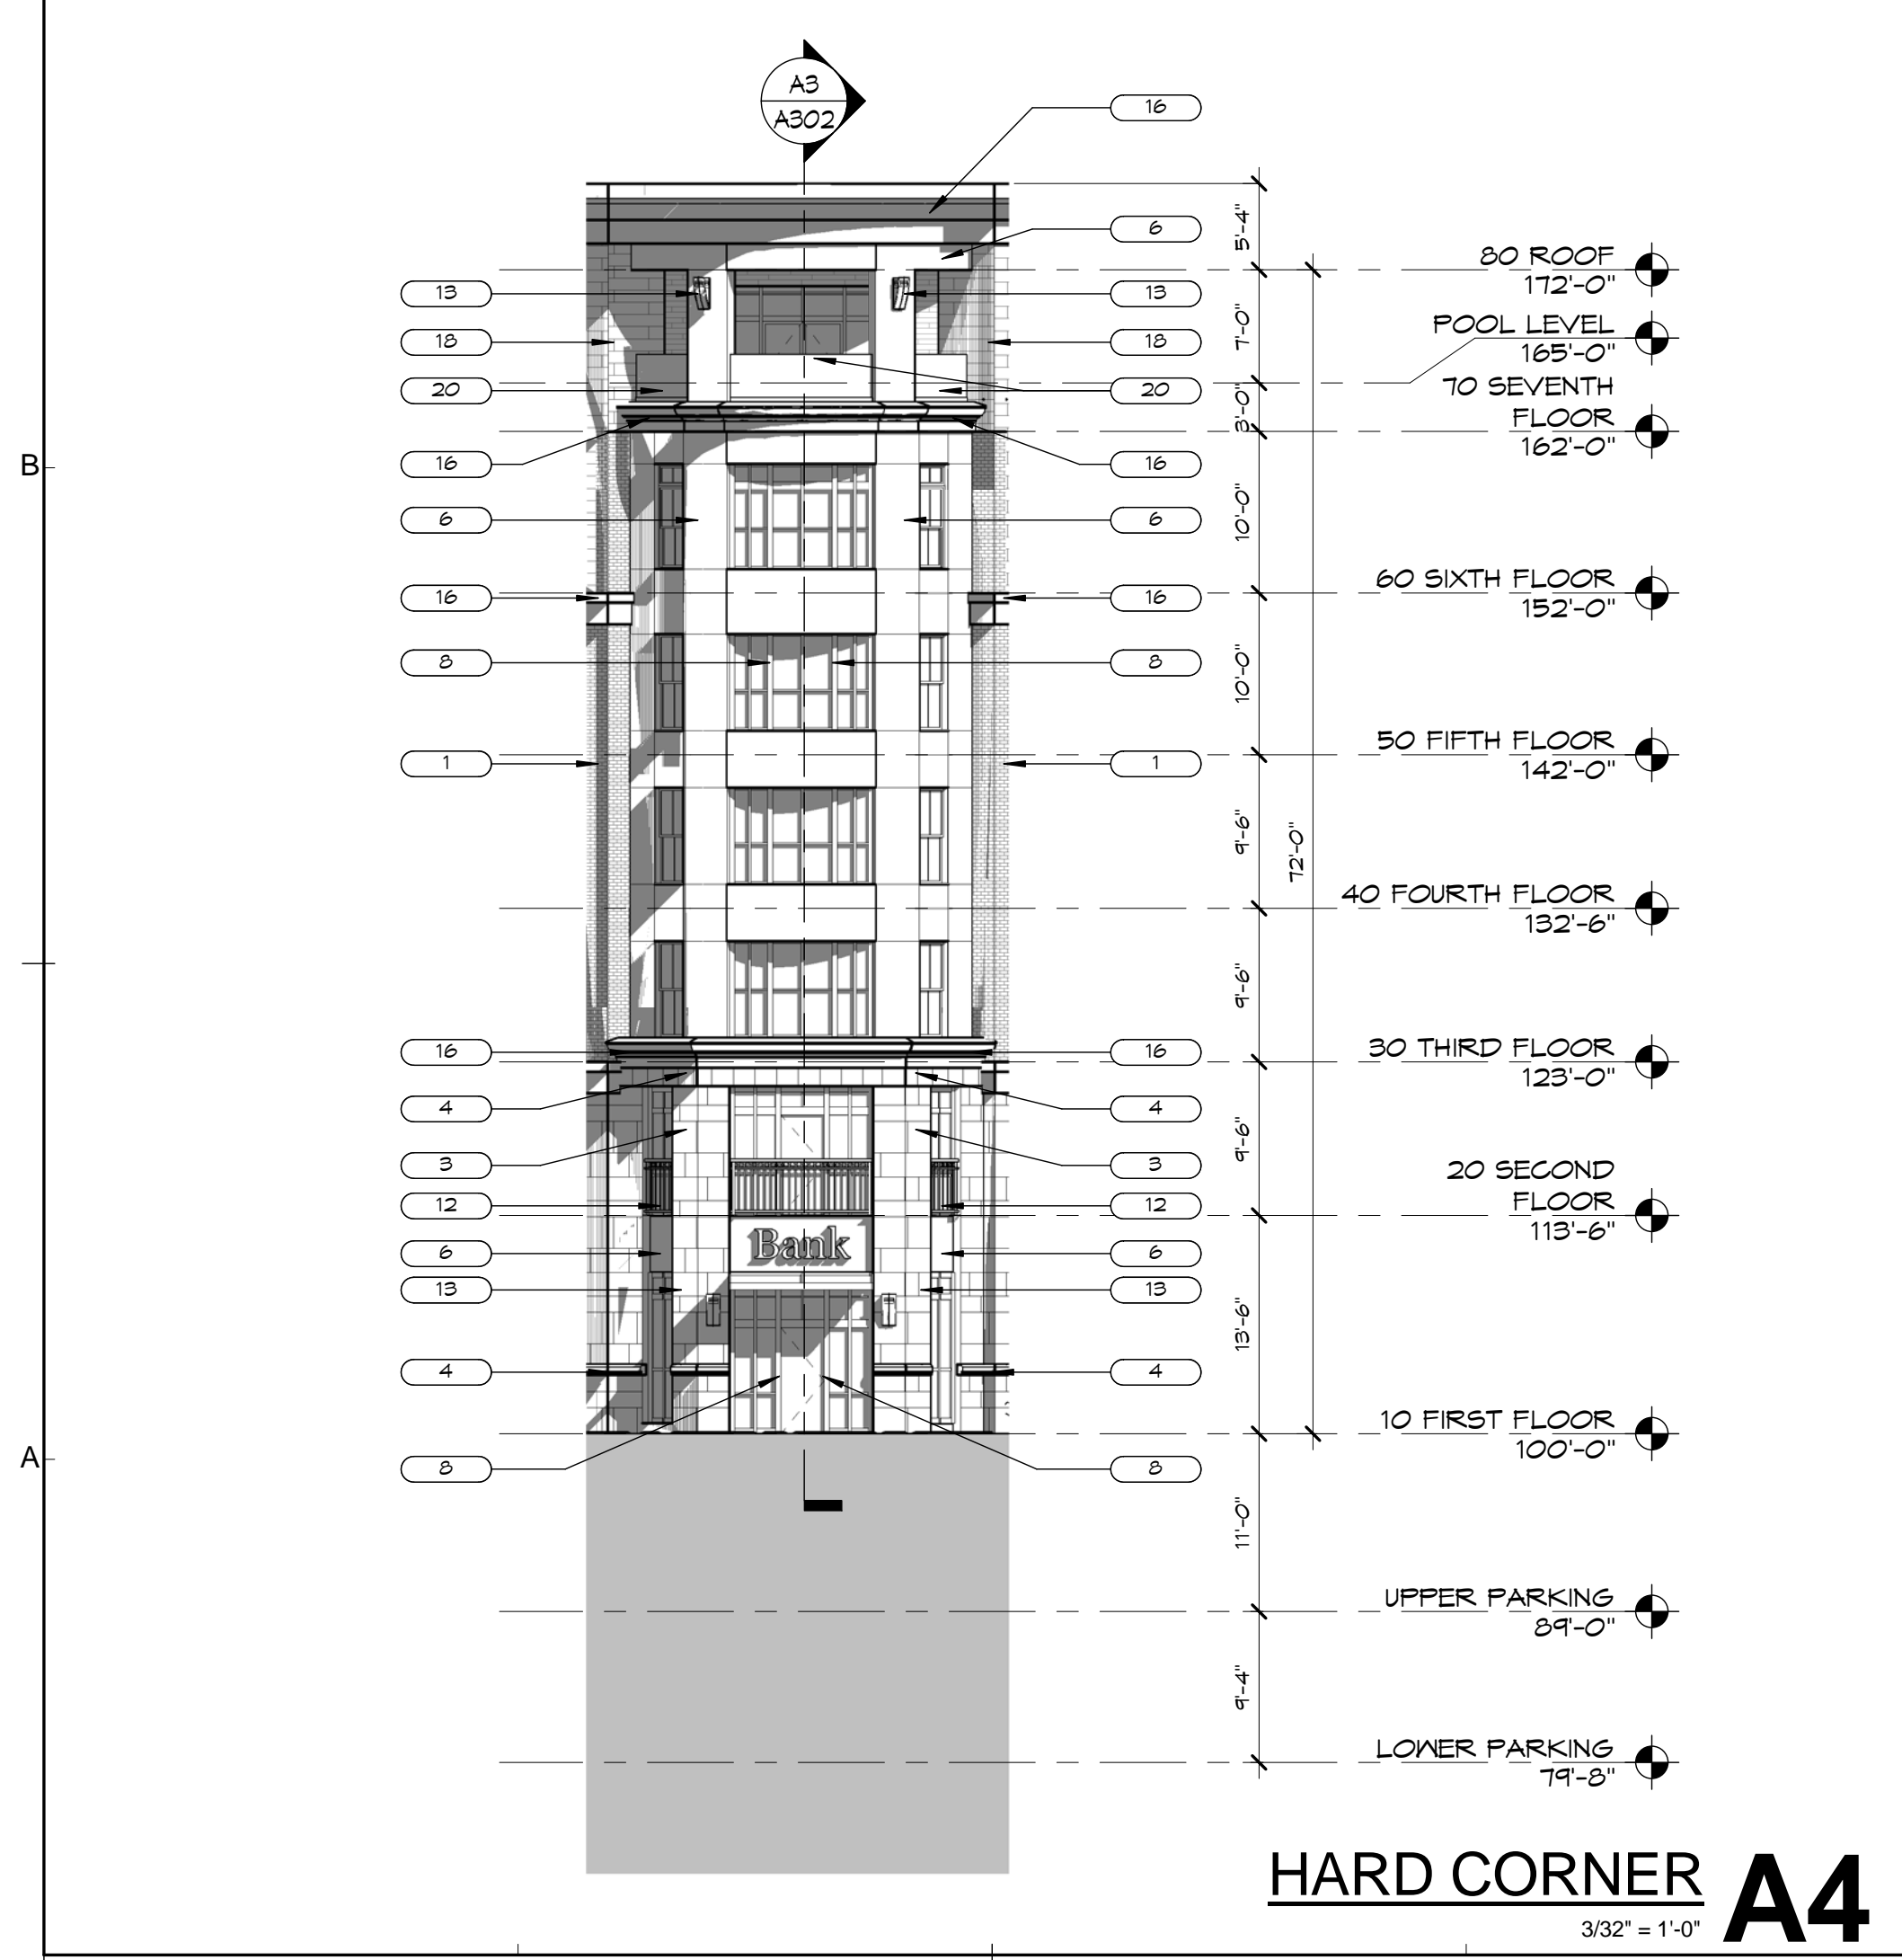 A3
A302
16
6
5'-4"
80 ROOF
172'-0"
13
13
7'-0"
POOL LEVEL
165'-0"
18
18
20
20
3'-0"
70 SEVENTH
FLOOR
162'-0"
B
16
16
6
6
10'-0"
16
16
60 SIXTH FLOOR
152'-0"
8
8
10'-0"
1
1
50 FIFTH FLOOR
142'-0"
9'-6"
72'-0"
40 FOURTH FLOOR
132'-6"
9'-6"
16
16
30 THIRD FLOOR
123'-0"
4
4
3
3
9'-6"
12
12
20 SECOND
FLOOR
113'-6"
Bank
6
6
13
13
13'-6"
4
4
10 FIRST FLOOR
100'-0"
A
8
8
11'-0"
UPPER PARKING
89'-0"
9'-4"
LOWER PARKING
79'-8"
HARD CORNER
A4
3/32" = 1'-0"